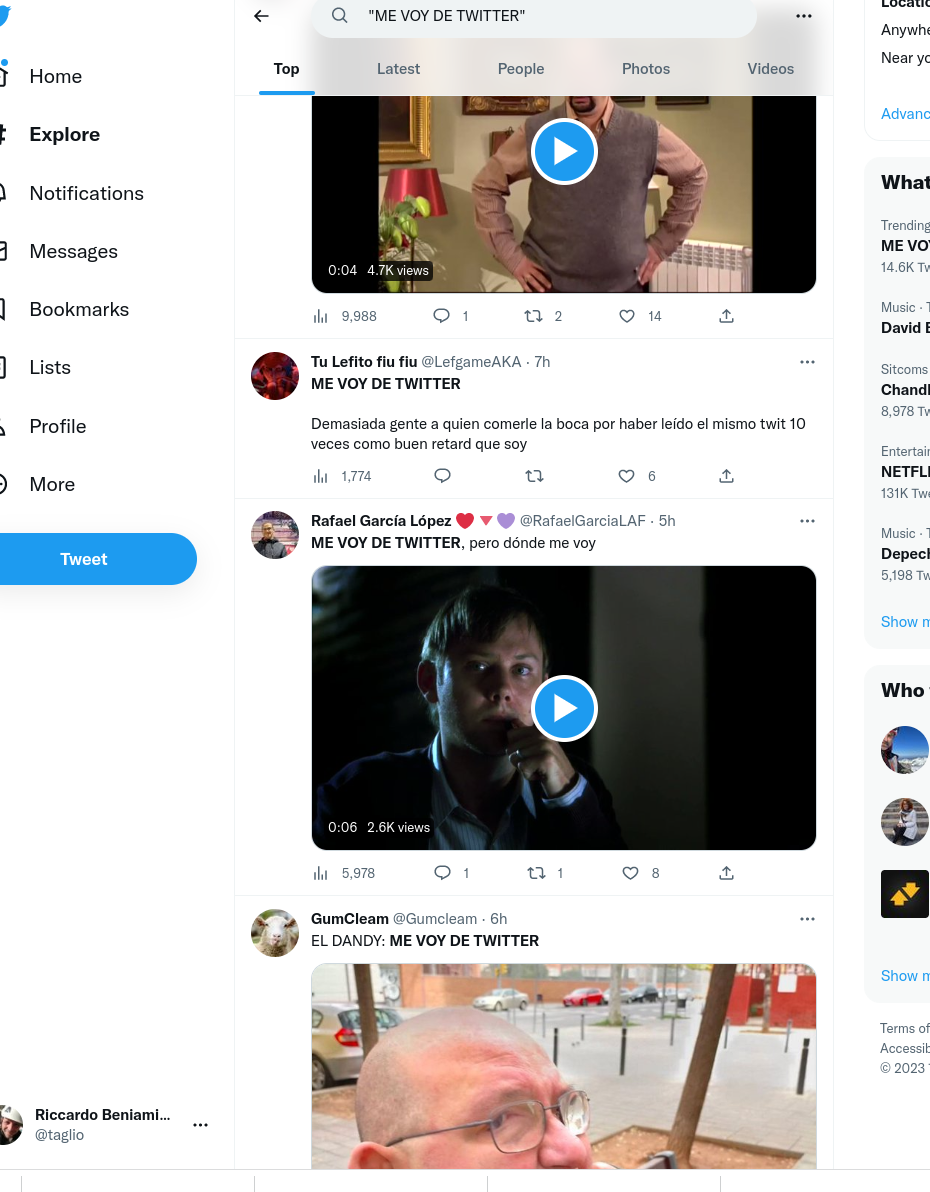 "ME VOY DE TWITTER"
Top
Latest
People
Photos
Videos
Home
Explore
Notifications
Messages
Bookmarks
Lists
Profile
More
Tweet
Riccardo Beniami...
@taglio
0:04 4.7K views
9,988 1 2 14
Tu Lefito fiu fiu @LefgameAKA · 7h
ME VOY DE TWITTER
Demasiada gente a quien comerle la boca por haber leído el mismo twit 10
veces como buen retard que soy
1,774 6
Rafael García López ❤️🔻💜 @RafaelGarciaLAF · 5h
ME VOY DE TWITTER, pero dónde me voy
0:06 2.6K views
5,978 1 1 8
GumCleam @Gumcleam · 6h
EL DANDY: ME VOY DE TWITTER
Locatio
Anywhe
Near yo
Advanc
What
Trending
ME VOY
14.6K Tw
Music · T
David B
Sitcoms
Chandl
8,978 Tw
Entertain
NETFLI
131K Twe
Music · T
Depech
5,198 Tw
Show m
Who
Show m
Terms of
Accessib
© 2023